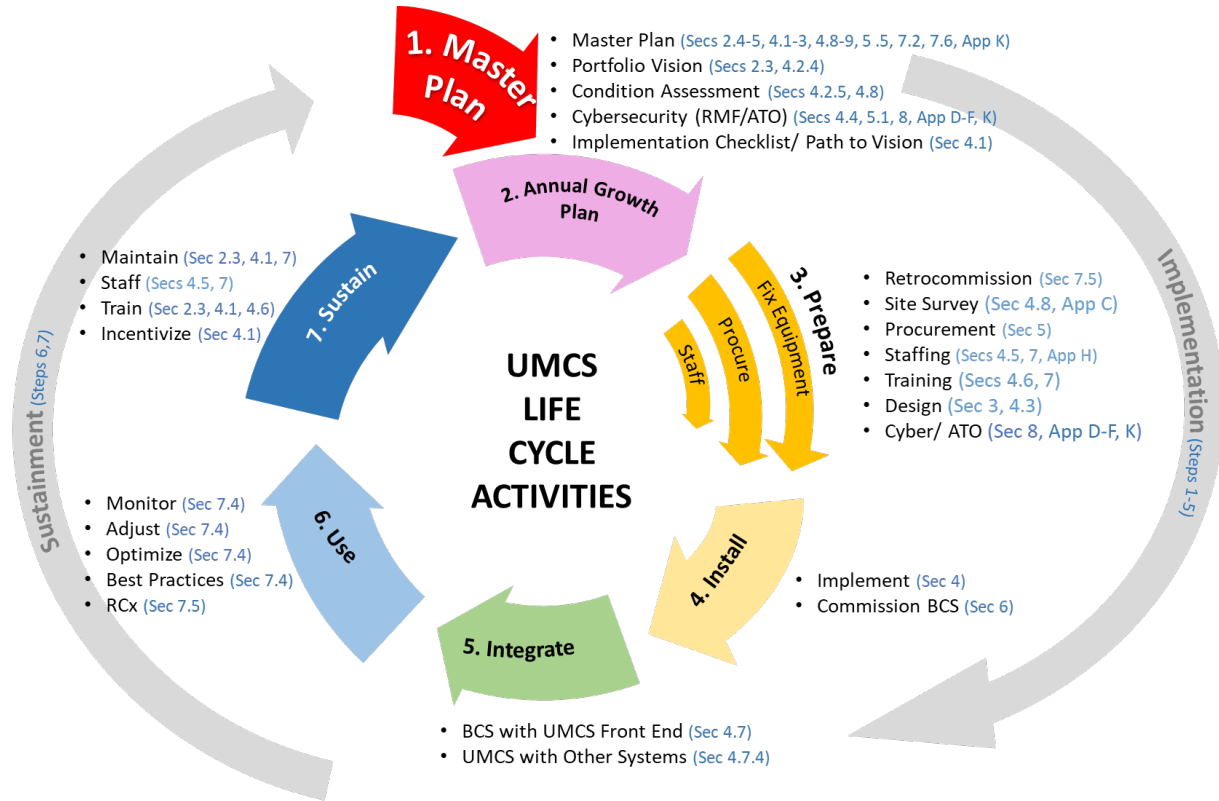 1. Master
Plan
• Master Plan (Secs 2.4-5, 4.1-3, 4.8-9, 5 .5, 7.2, 7.6, App K)
• Portfolio Vision (Secs 2.3, 4.2.4)
• Condition Assessment (Secs 4.2.5, 4.8)
• Cybersecurity (RMF/ATO) (Secs 4.4, 5.1, 8, App D-F, K)
• Implementation Checklist/ Path to Vision (Sec 4.1)
2. Annual Growth
Plan
3. Prepare
Fix Equipment
Procure
Staff
• Retrocommission (Sec 7.5)
• Site Survey (Sec 4.8, App C)
• Procurement (Sec 5)
• Staffing (Secs 4.5, 7, App H)
• Training (Secs 4.6, 7)
• Design (Sec 3, 4.3)
• Cyber/ ATO (Sec 8, App D-F, K)
Implementation (Steps 1-5)
UMCS
LIFE
CYCLE
ACTIVITIES
4. Install
• Implement (Sec 4)
• Commission BCS (Sec 6)
5. Integrate
• BCS with UMCS Front End (Sec 4.7)
• UMCS with Other Systems (Sec 4.7.4)
6. Use
• Monitor (Sec 7.4)
• Adjust (Sec 7.4)
• Optimize (Sec 7.4)
• Best Practices (Sec 7.4)
• RCx (Sec 7.5)
7. Sustain
• Maintain (Sec 2.3, 4.1, 7)
• Staff (Secs 4.5, 7)
• Train (Sec 2.3, 4.1, 4.6)
• Incentivize (Sec 4.1)
Sustainment (Steps 6,7)